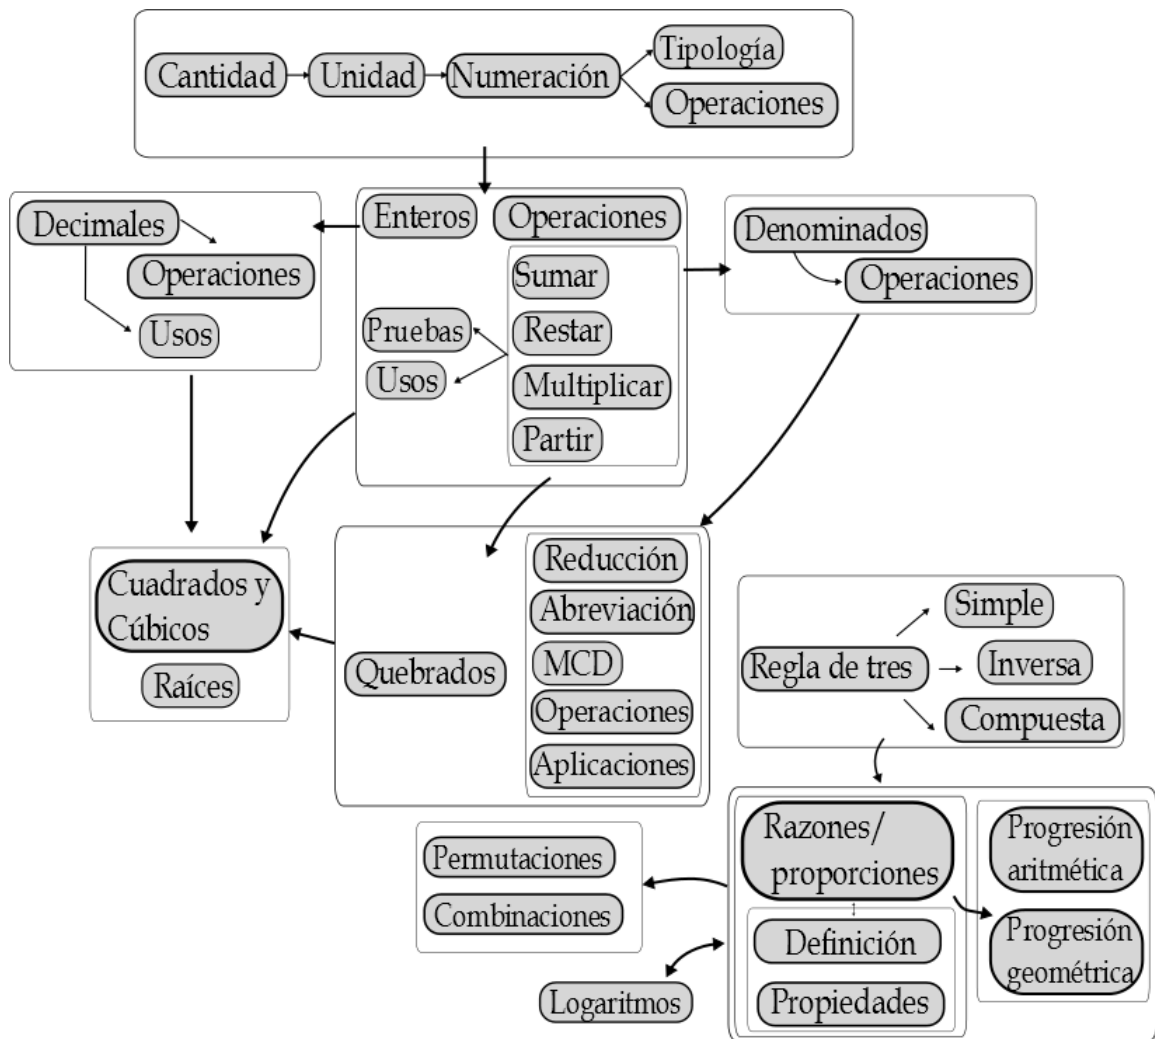 Cantidad
Unidad
Numeración
Tipología
Operaciones
Decimales
Operaciones
Usos
Enteros
Operaciones
Sumar
Restar
Multiplicar
Partir
Pruebas
Usos
Denominados
Operaciones
Cuadrados y
Cúbicos
Raíces
Quebrados
Reducción
Abreviación
MCD
Operaciones
Aplicaciones
Regla de tres
Simple
Inversa
Compuesta
Razones/
proporciones
Definición
Propiedades
Progresión
aritmética
Progresión
geométrica
Permutaciones
Combinaciones
Logaritmos